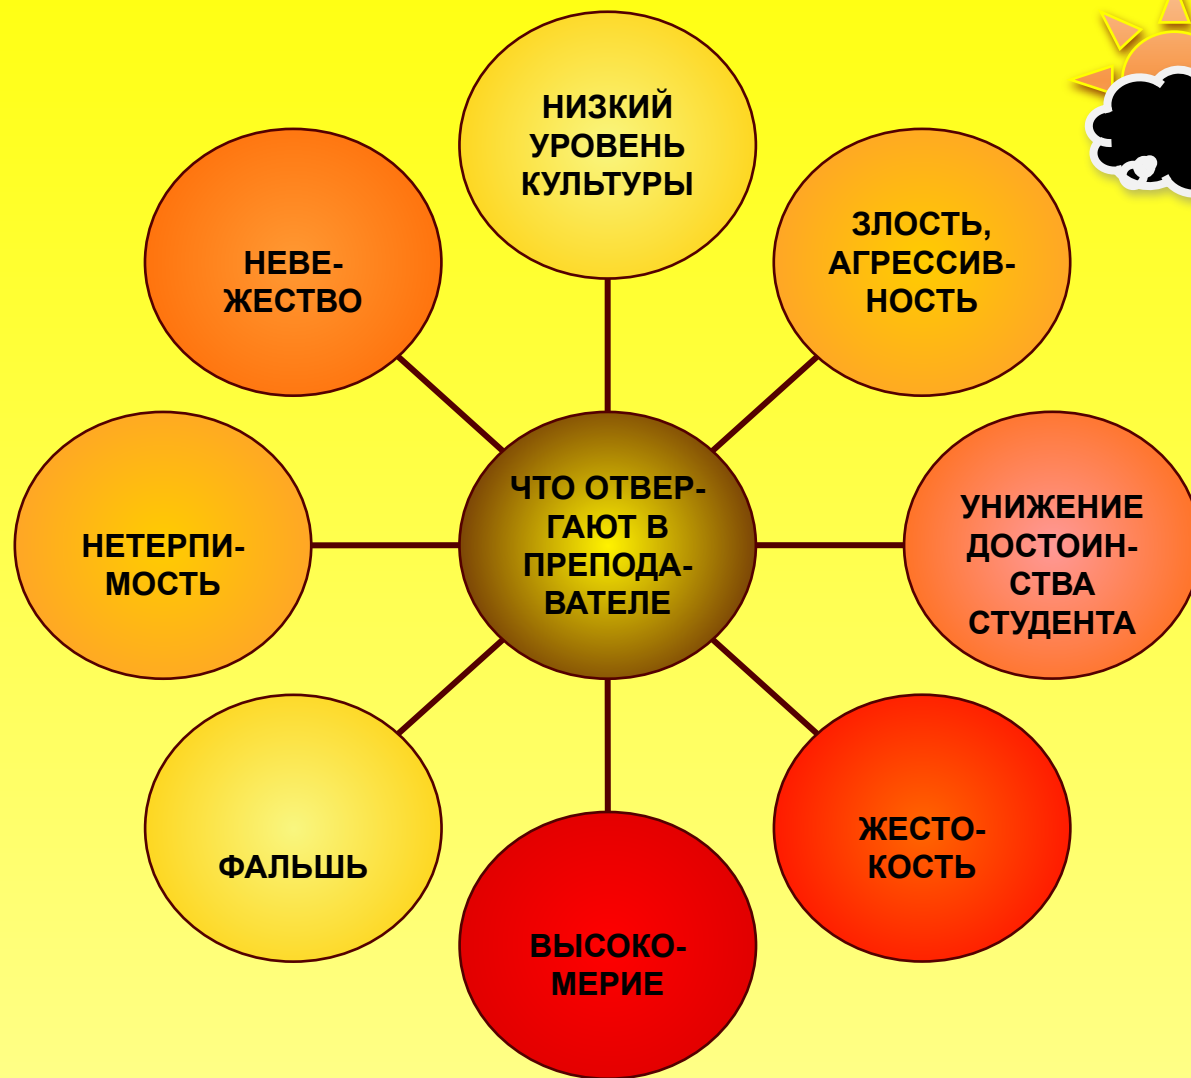 НИЗКИЙ
УРОВЕНЬ
КУЛЬТУРЫ
ЗЛОСТЬ,
АГРЕССИВ-
НОСТЬ
УНИЖЕНИЕ
ДОСТОИН-
СТВА
СТУДЕНТА
ЖЕСТО-
КОСТЬ
ВЫСОКО-
МЕРИЕ
ФАЛЬШЬ
НЕТЕРПИ-
МОСТЬ
НЕВЕ-
ЖЕСТВО
ЧТО ОТВЕР-
ГАЮТ В
ПРЕПОДА-
ВАТЕЛЕ